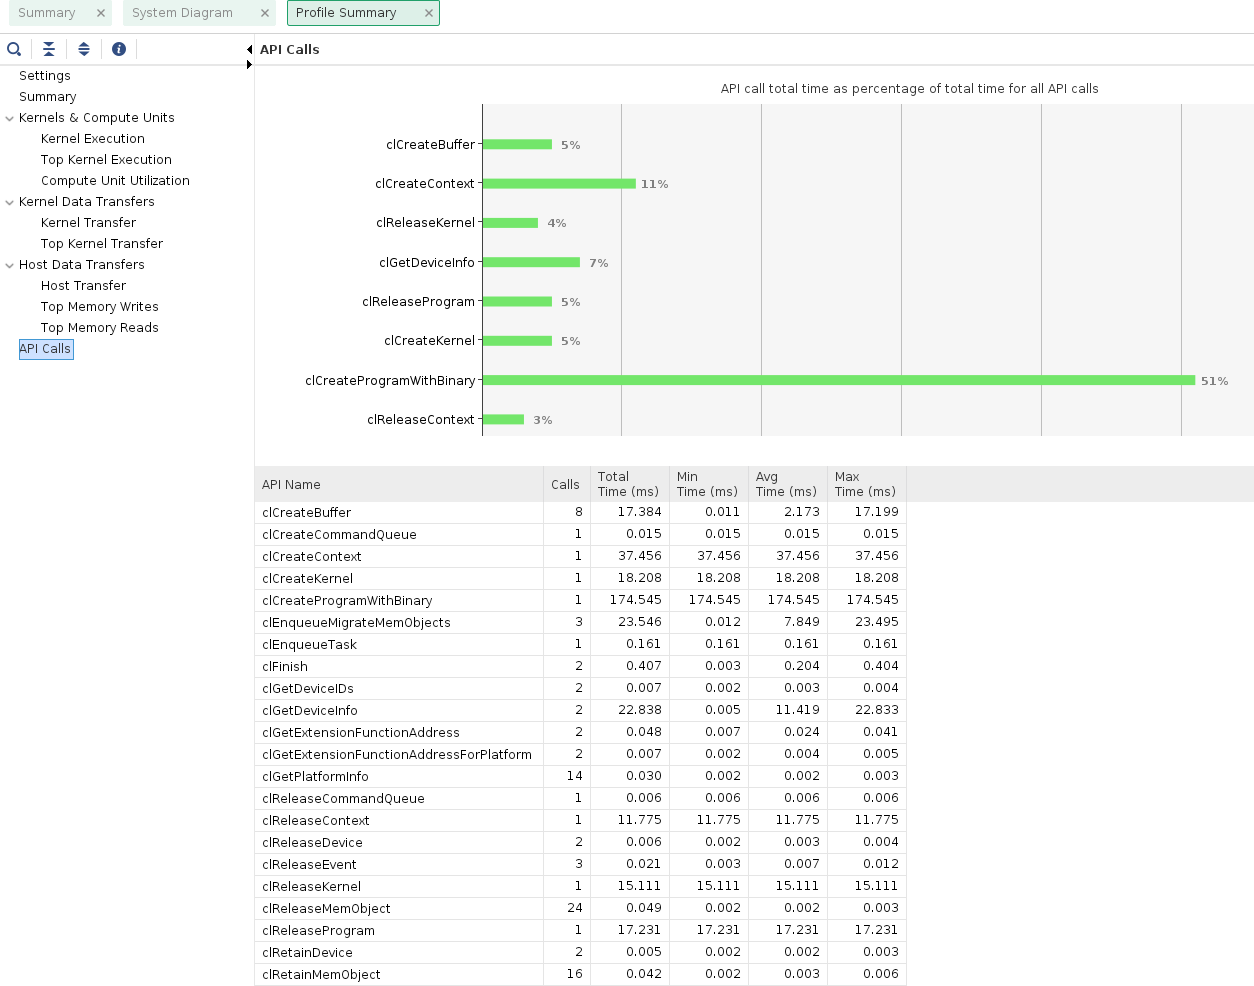 Summary
System Diagram
Profile Summary
API Calls
Settings
Summary
Kernels & Compute Units
Kernel Execution
Top Kernel Execution
Compute Unit Utilization
Kernel Data Transfers
Kernel Transfer
Top Kernel Transfer
Host Data Transfers
Host Transfer
Top Memory Writes
Top Memory Reads
API Calls
API call total time as percentage of total time for all API calls
clCreateBuffer 5%
clCreateContext 11%
clReleaseKernel 4%
clGetDeviceInfo 7%
clReleaseProgram 5%
clCreateKernel 5%
clCreateProgramWithBinary 51%
clReleaseContext 3%
API Name Calls Total Time (ms) Min Time (ms) Avg Time (ms) Max Time (ms)
clCreateBuffer 8 17.384 0.011 2.173 17.199
clCreateCommandQueue 1 0.015 0.015 0.015 0.015
clCreateContext 1 37.456 37.456 37.456 37.456
clCreateKernel 1 18.208 18.208 18.208 18.208
clCreateProgramWithBinary 1 174.545 174.545 174.545 174.545
clEnqueueMigrateMemObjects 3 23.546 0.012 7.849 23.495
clEnqueueTask 1 0.161 0.161 0.161 0.161
clFinish 2 0.407 0.003 0.204 0.404
clGetDeviceIDs 2 0.007 0.002 0.003 0.004
clGetDeviceInfo 2 22.838 0.005 11.419 22.833
clGetExtensionFunctionAddress 2 0.048 0.007 0.024 0.041
clGetExtensionFunctionAddressForPlatform 2 0.007 0.002 0.004 0.005
clGetPlatformInfo 14 0.030 0.002 0.002 0.003
clReleaseCommandQueue 1 0.006 0.006 0.006 0.006
clReleaseContext 1 11.775 11.775 11.775 11.775
clReleaseDevice 2 0.006 0.002 0.003 0.004
clReleaseEvent 3 0.021 0.003 0.007 0.012
clReleaseKernel 1 15.111 15.111 15.111 15.111
clReleaseMemObject 24 0.049 0.002 0.002 0.003
clReleaseProgram 1 17.231 17.231 17.231 17.231
clRetainDevice 2 0.005 0.002 0.002 0.003
clRetainMemObject 16 0.042 0.002 0.003 0.006